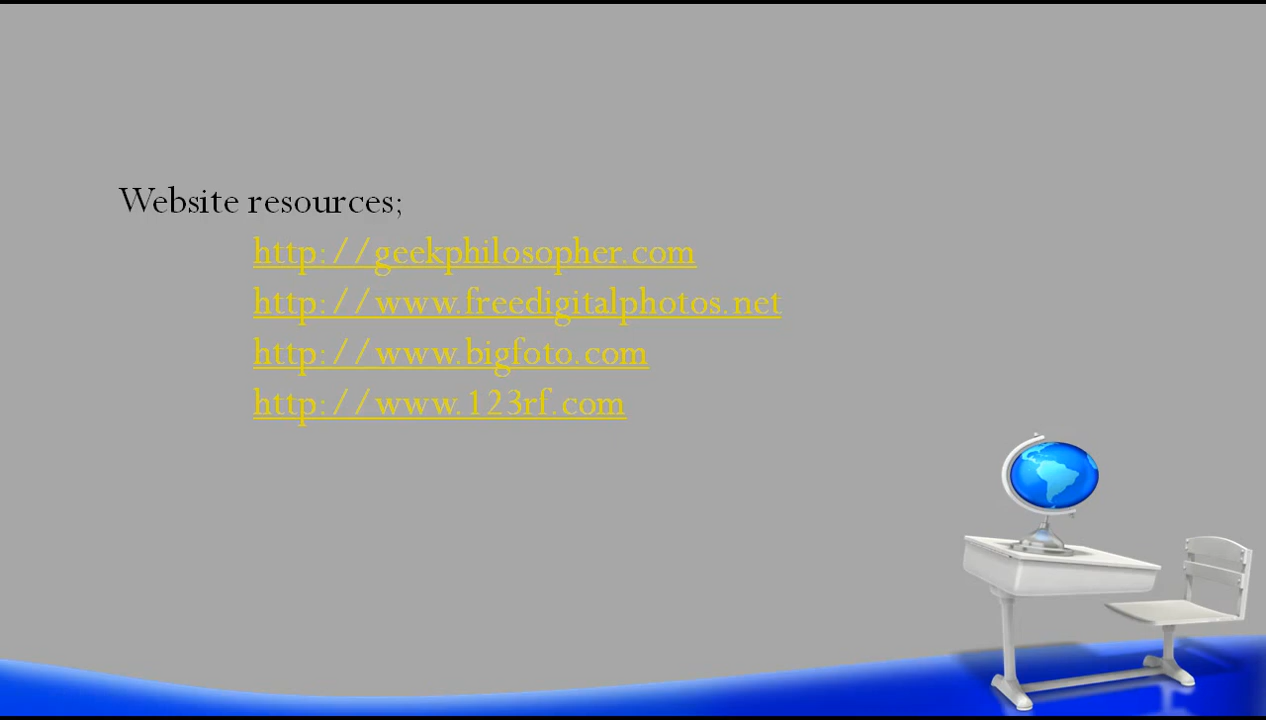 Website resources;
http://geekphilosopher.com
http://www.freedigitalphotos.net
http://www.bigfoto.com
http://www.123rf.com